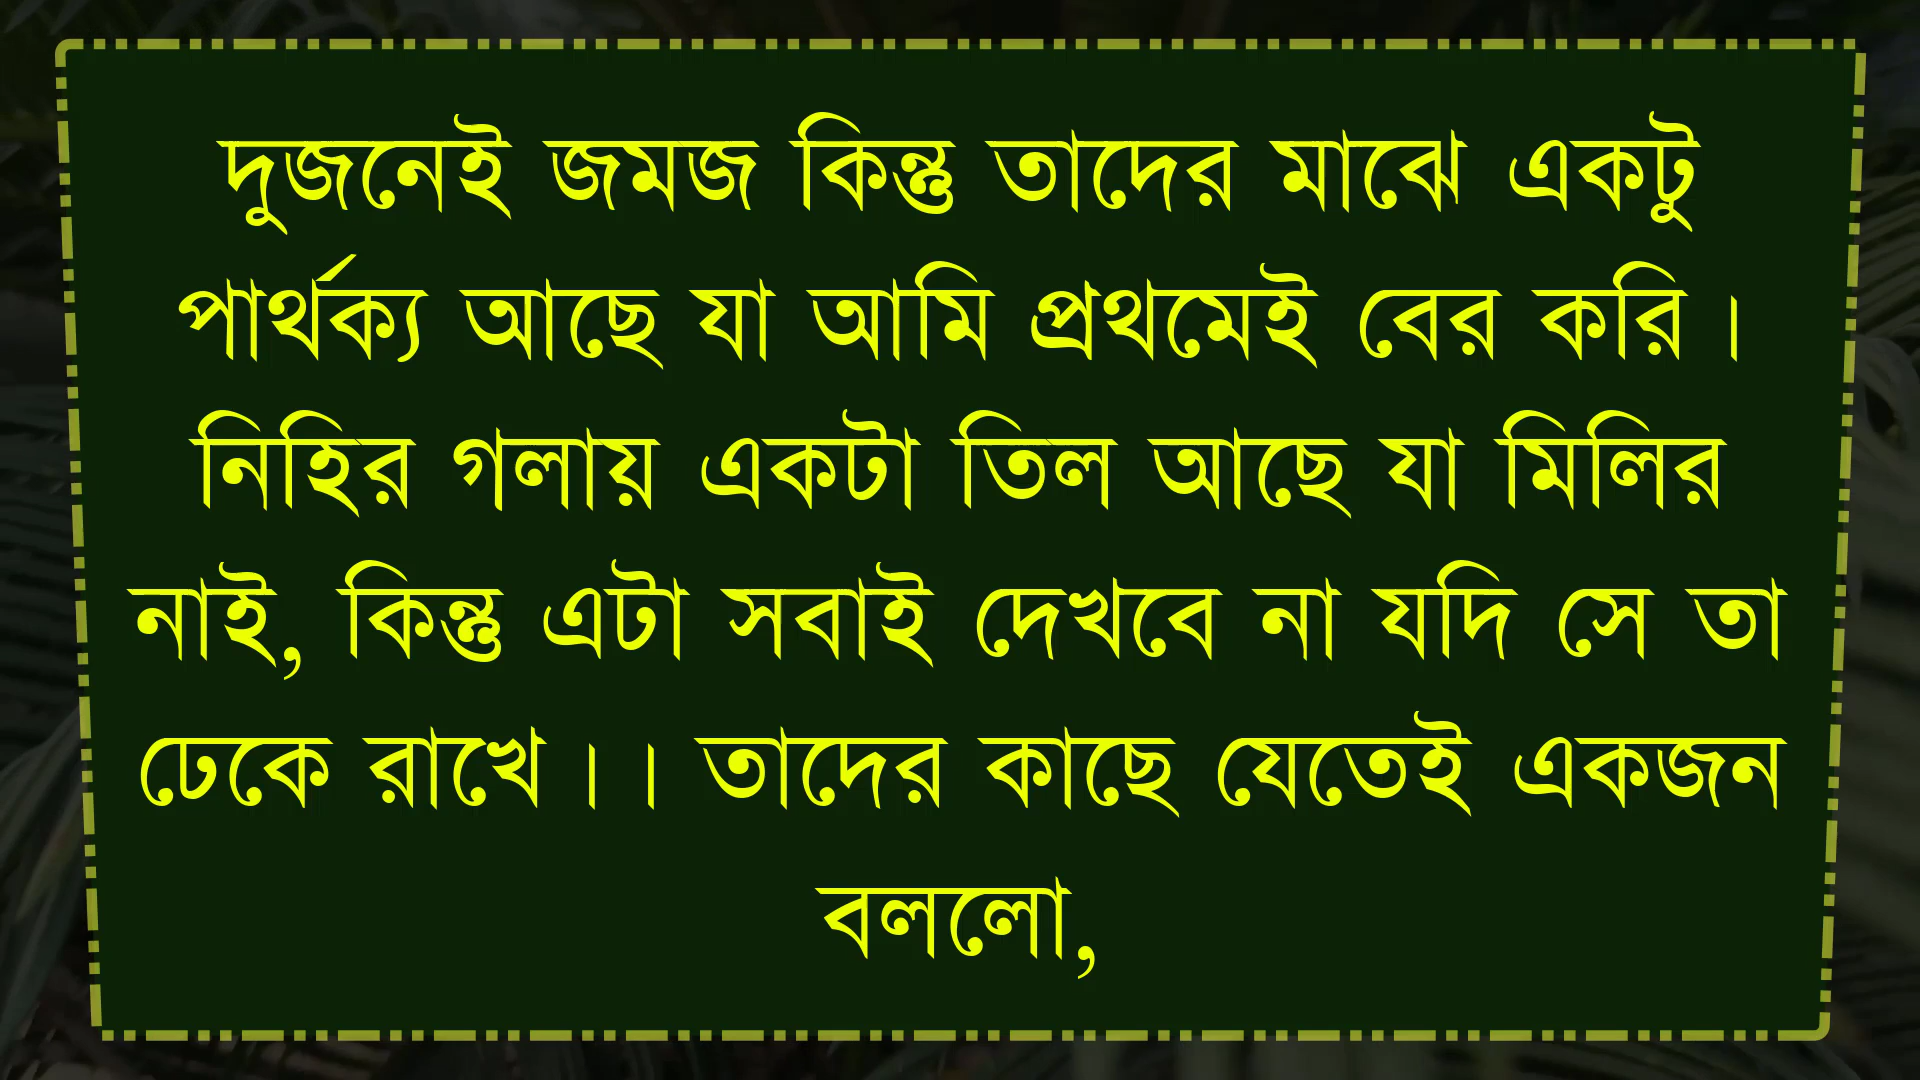 দুজনেই জমজ কিন্তু তাদের মাঝে একটু
পার্থক্য আছে যা আমি প্রথমেই বের করি ।
নিহির গলায় একটা তিল আছে যা মিলির
নাই, কিন্তু এটা সবাই দেখবে না যদি সে তা
ঢেকে রাখে । । তাদের কাছে যেতেই একজন
বললো,